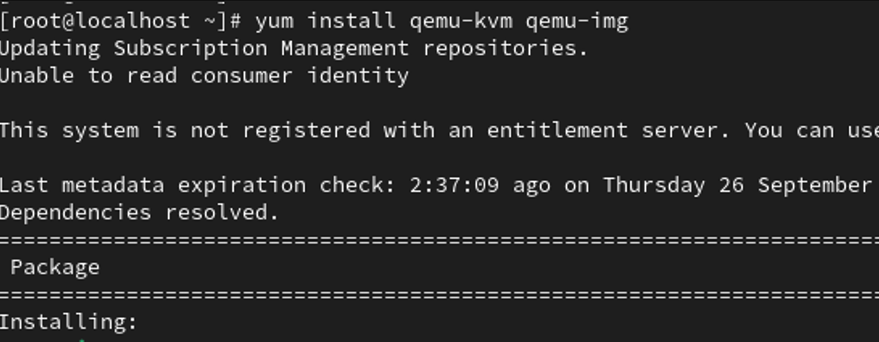 [root@localhost ~]# yum install qemu-kvm qemu-img
Updating Subscription Management repositories.
Unable to read consumer identity
This system is not registered with an entitlement server. You can use
Last metadata expiration check: 2:37:09 ago on Thursday 26 September
Dependencies resolved.
================================================================================
Package
================================================================================
Installing: